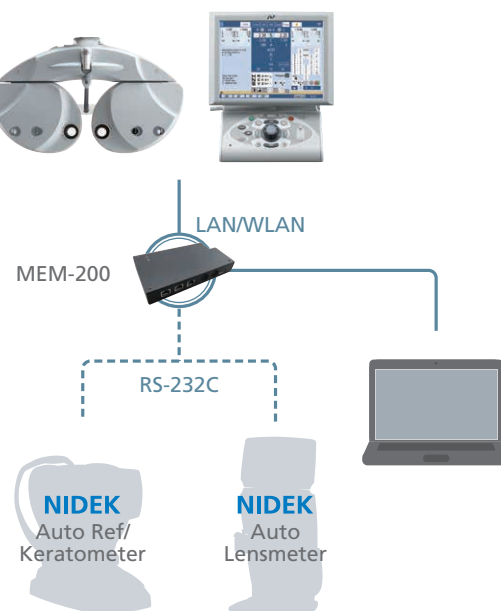 LAN/WLAN
MEM-200
RS-232C
NIDEK
Auto Ref/
Keratometer
NIDEK
Auto
Lensmeter